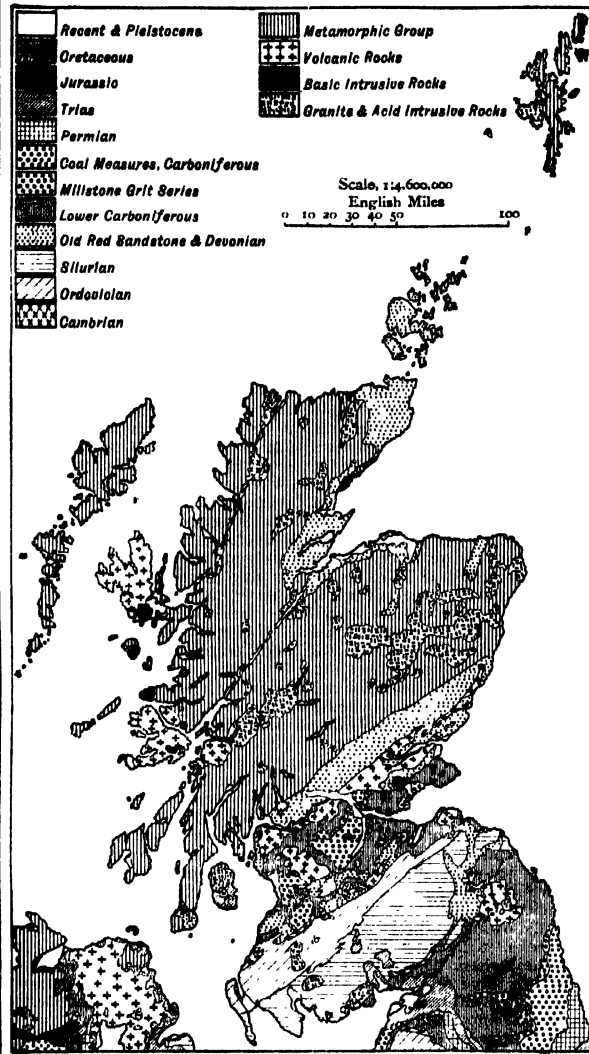 Recent & Pleistocene
Cretaceous
Jurassic
Trias
Permian
Coal Measures, Carboniferous
Millstone Grit Series
Lower Carboniferous
Old Red Sandstone & Devonian
Silurian
Ordovician
Cambrian
Metamorphic Group
Volcanic Rocks
Basic Intrusive Rocks
Granite & Acid Intrusive Rocks
Scale, 1:4,600,000
English Miles
0 10 20 30 40 50 100